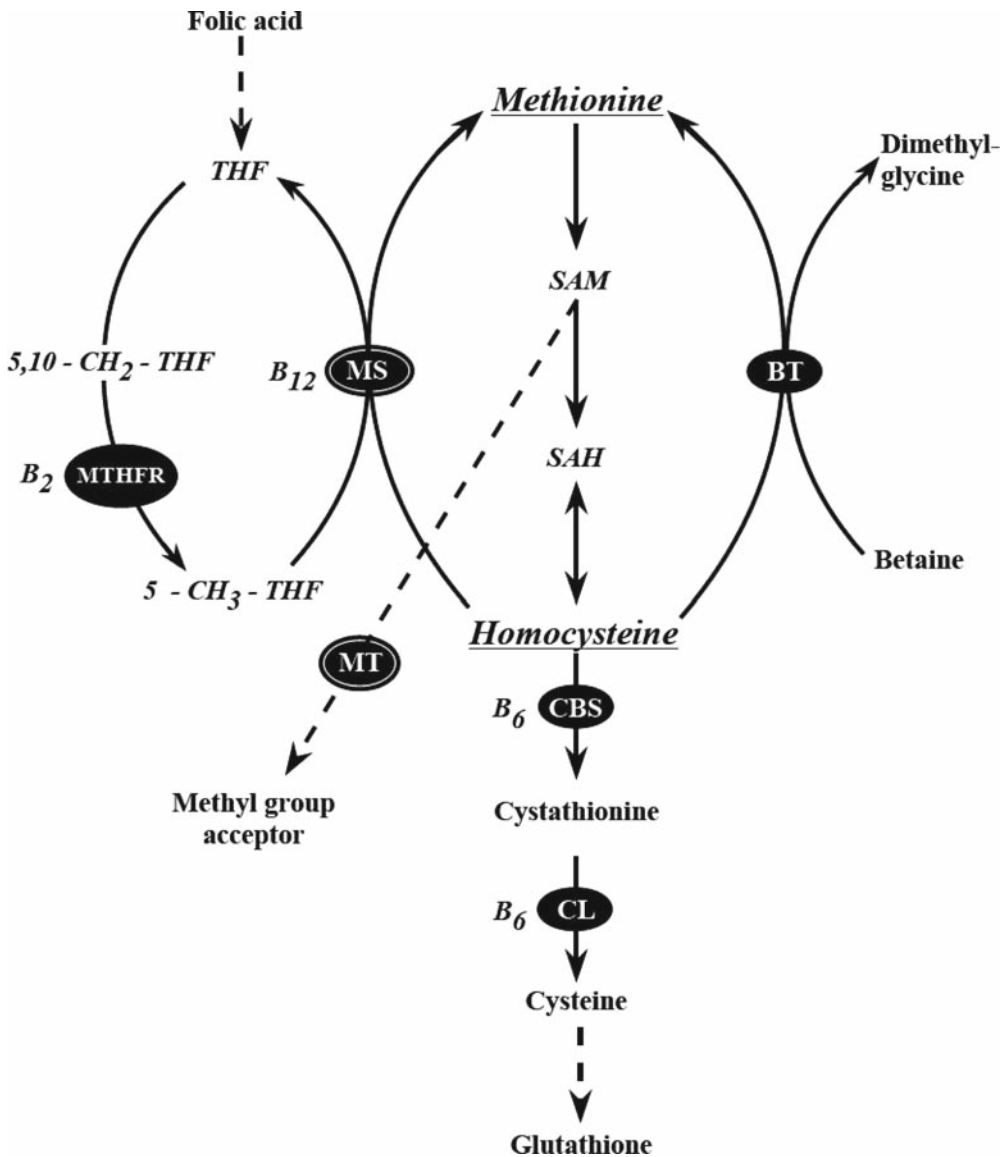 Folic acid
Methionine
Dimethyl-
glycine
THF
SAM
5,10 - CH2 - THF
B12 MS
BT
SAH
B2 MTHFR
Betaine
5 - CH3 - THF
Homocysteine
MT
B6 CBS
Methyl group
acceptor
Cystathionine
B6 CL
Cysteine
Glutathione